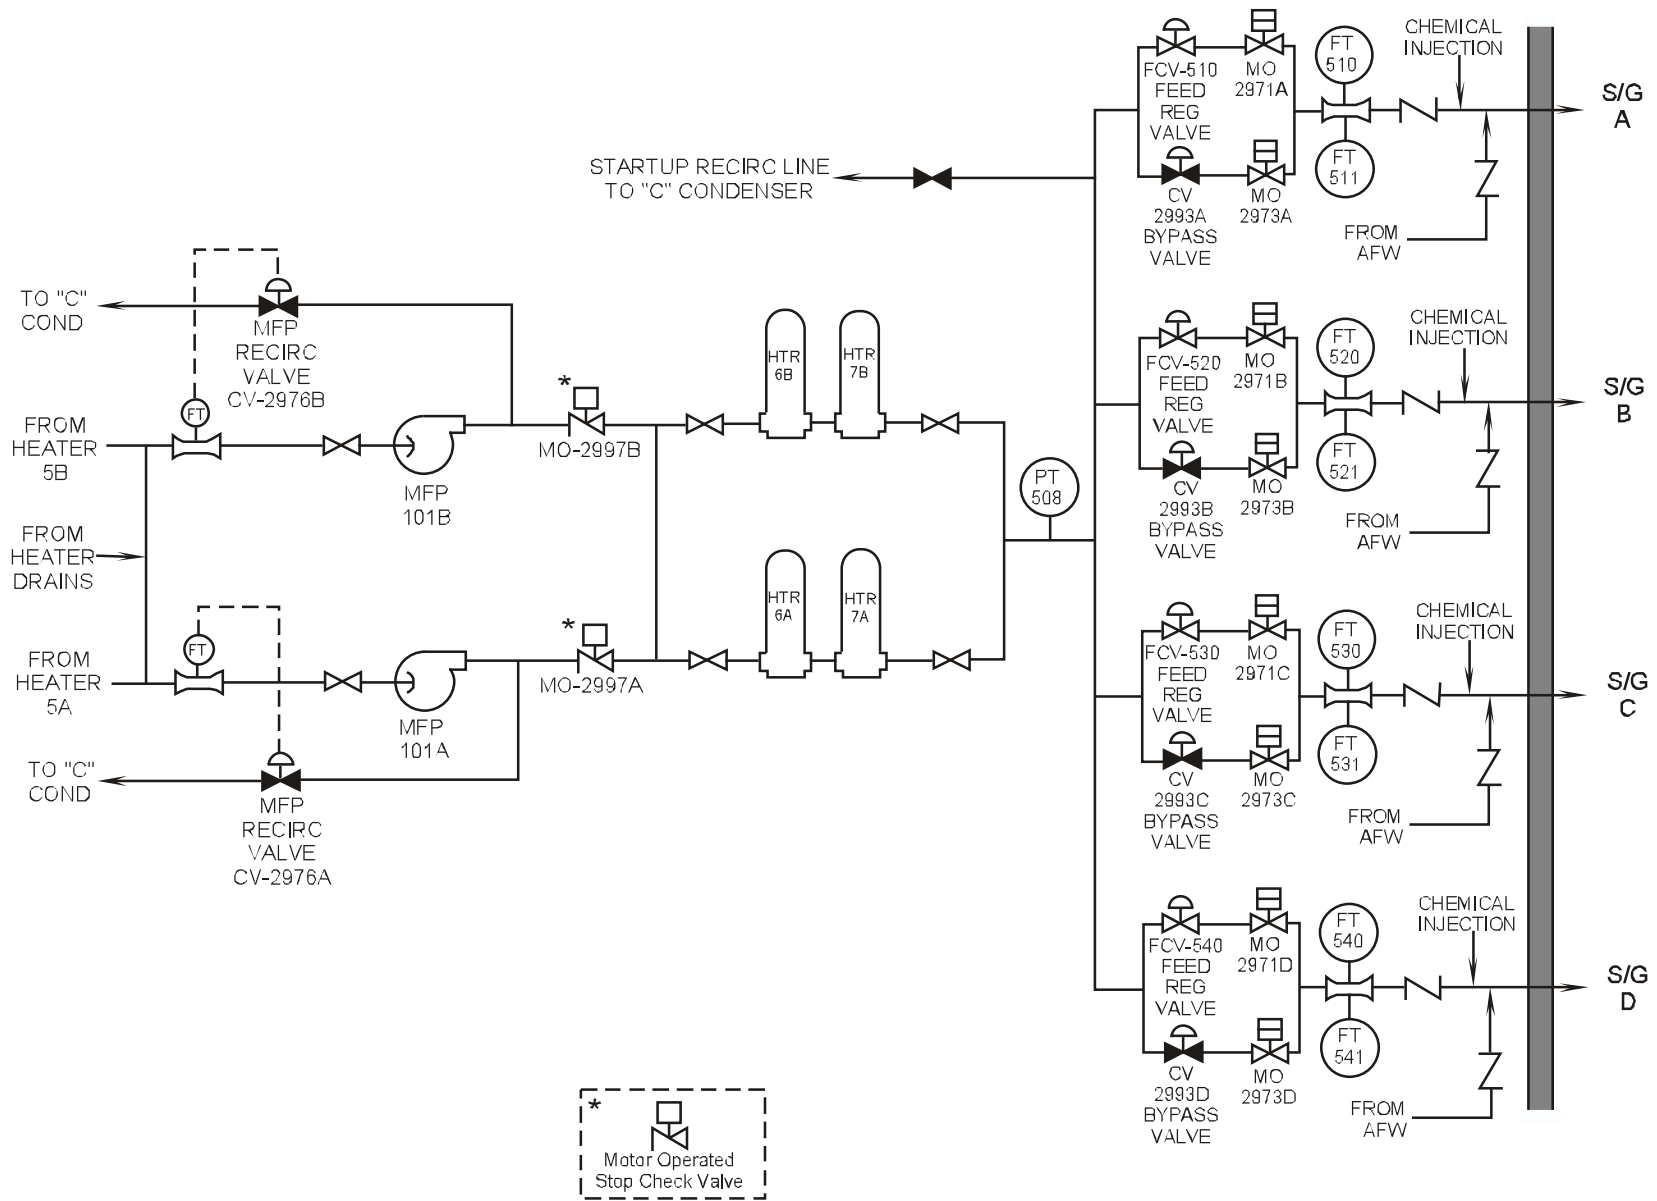 CHEMICAL
INJECTION
FT
510
FCV-510
FEED
REG
VALVE
MO
2971A
S/G
A
FT
511
STARTUP RECIRC LINE
TO "C" CONDENSER
CV
2993A
BYPASS
VALVE
MO
2973A
FROM
AFW
TO "C"
COND
MFP
RECIRC
VALVE
CV-2976B
HTR
6B
HTR
7B
CHEMICAL
INJECTION
FT
520
FCV-520
FEED
REG
VALVE
MO
2971B
S/G
B
FT
521
CV
2993B
BYPASS
VALVE
MO
2973B
FROM
AFW
FT
FROM
HEATER
5B
*
MO-2997B
MFP
101B
PT
508
FROM
HEATER
DRAINS
HTR
6A
HTR
7A
FT
FROM
HEATER
5A
*
MO-2997A
MFP
101A
TO "C"
COND
MFP
RECIRC
VALVE
CV-2976A
CHEMICAL
INJECTION
FT
530
FCV-530
FEED
REG
VALVE
MO
2971C
S/G
C
FT
531
CV
2993C
BYPASS
VALVE
MO
2973C
FROM
AFW
CHEMICAL
INJECTION
FT
540
FCV-540
FEED
REG
VALVE
MO
2971D
S/G
D
FT
541
CV
2993D
BYPASS
VALVE
MO
2973D
FROM
AFW
*
Motor Operated
Stop Check Valve